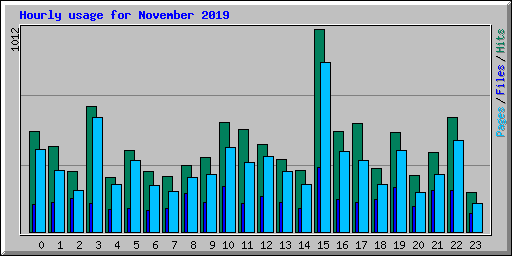 Hourly usage for November 2019
1012
Pages / Files / Hits
0 1 2 3 4 5 6 7 8 9 10 11 12 13 14 15 16 17 18 19 20 21 22 23